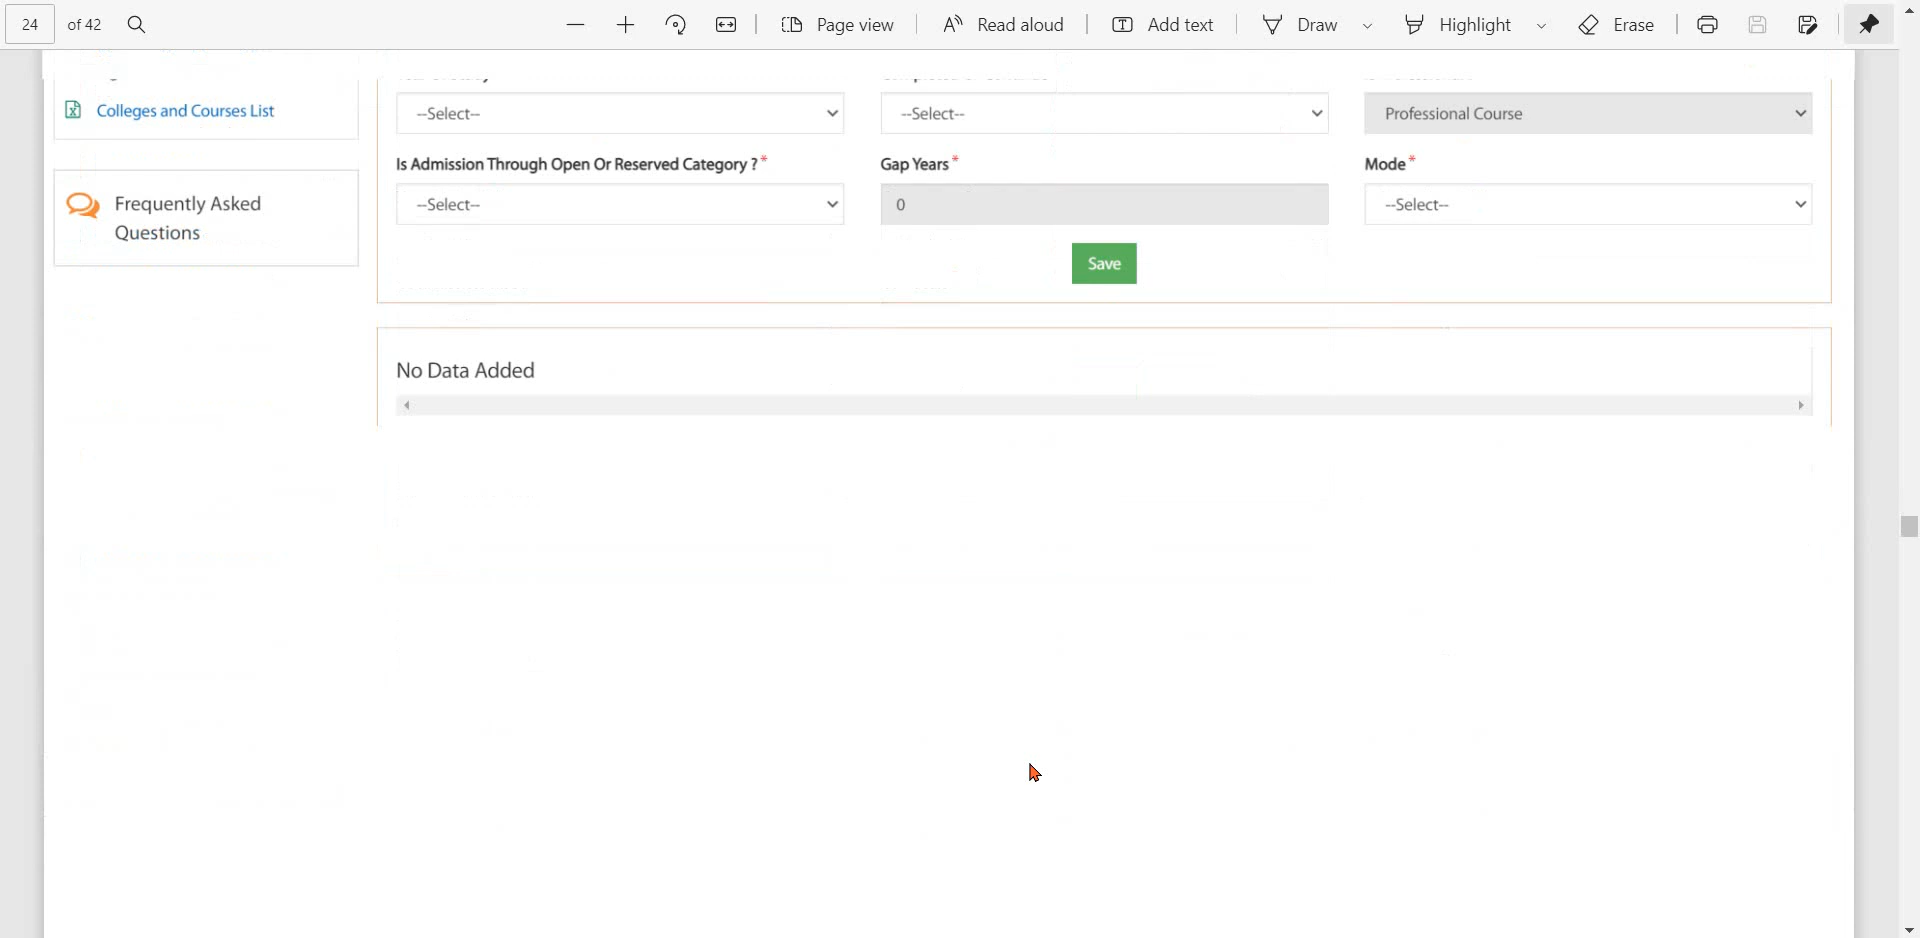 24 of 42 Page view Read aloud Add text Draw Highlight Erase
Colleges and Courses List
--Select-- --Select-- Professional Course
Is Admission Through Open Or Reserved Category ?* Gap Years* Mode*
--Select-- 0 --Select--
Frequently Asked
Questions
Save
No Data Added